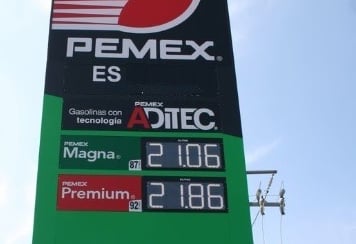 PEMEX®
ES
Gasolinas con tecnología
PEMEX ADITEC
PEMEX Magna® 87 21.06
PEMEX Premium® 92 21.86